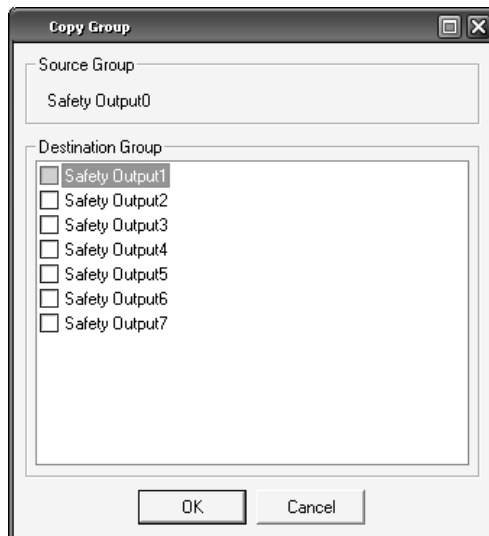 Copy Group
Source Group
Safety Output0
Destination Group
Safety Output1
Safety Output2
Safety Output3
Safety Output4
Safety Output5
Safety Output6
Safety Output7
OK
Cancel